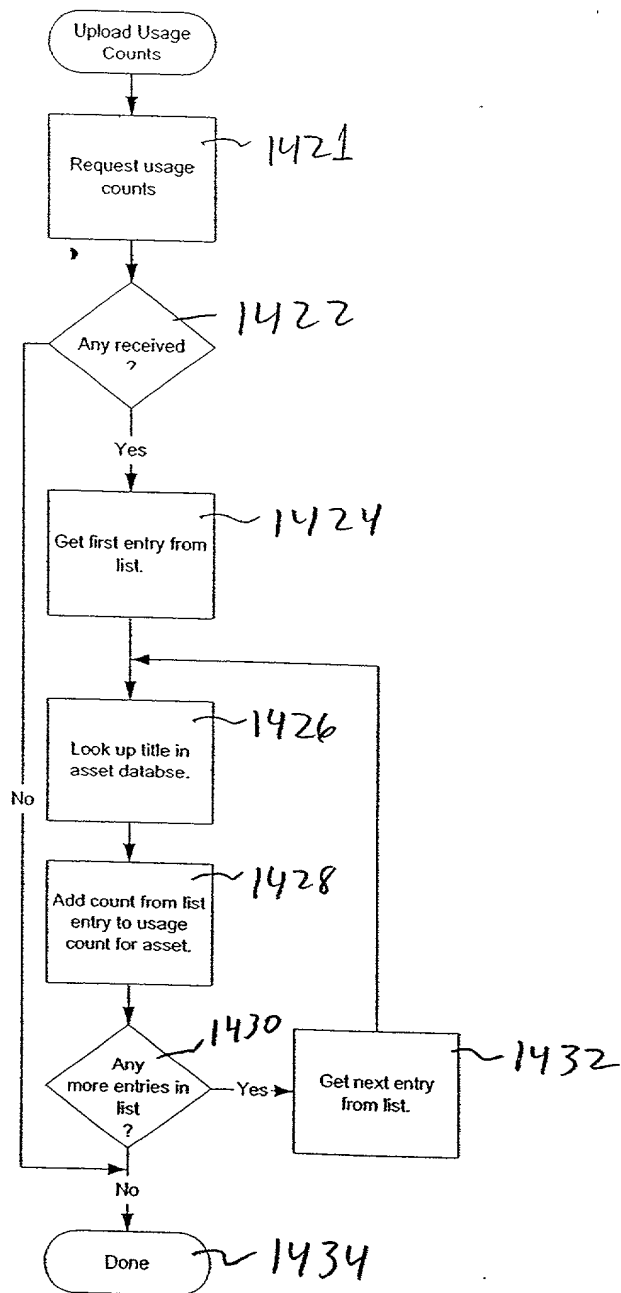 Upload Usage
Counts
1421
Request usage
counts
1422
Any received
?
Yes
1424
Get first entry from
list.
1426
Look up title in
asset databse.
No
1428
Add count from list
entry to usage
count for asset.
1430
Any
more entries in
list
?
Yes
1432
Get next entry
from list.
No
Done
1434